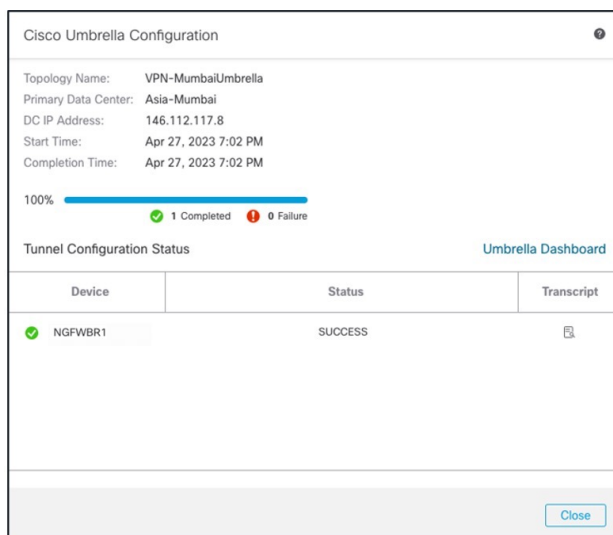 Cisco Umbrella Configuration ?
Topology Name: VPN-MumbaiUmbrella
Primary Data Center: Asia-Mumbai
DC IP Address: 146.112.117.8
Start Time: Apr 27, 2023 7:02 PM
Completion Time: Apr 27, 2023 7:02 PM
100%
1 Completed ! 0 Failure
Tunnel Configuration Status Umbrella Dashboard
Device Status Transcript
NGFWBR1 SUCCESS
Close